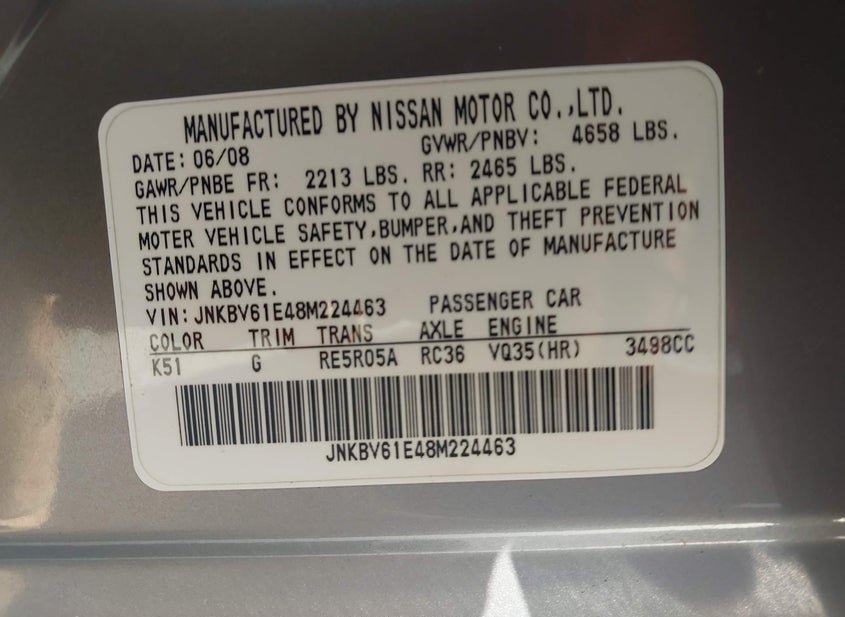 MANUFACTURED BY NISSAN MOTOR CO.,LTD.
DATE: 06/08 GVWR/PNBV: 4658 LBS.
GAWR/PNBE FR: 2213 LBS. RR: 2465 LBS.
THIS VEHICLE CONFORMS TO ALL APPLICABLE FEDERAL
MOTER VEHICLE SAFETY,BUMPER,AND THEFT PREVENTION
STANDARDS IN EFFECT ON THE DATE OF MANUFACTURE
SHOWN ABOVE.
VIN: JNKBV61E48M224463 PASSENGER CAR
COLOR TRIM TRANS AXLE ENGINE
K51 G RE5R05A RC36 VQ35(HR) 3498CC
JNKBV61E48M224463